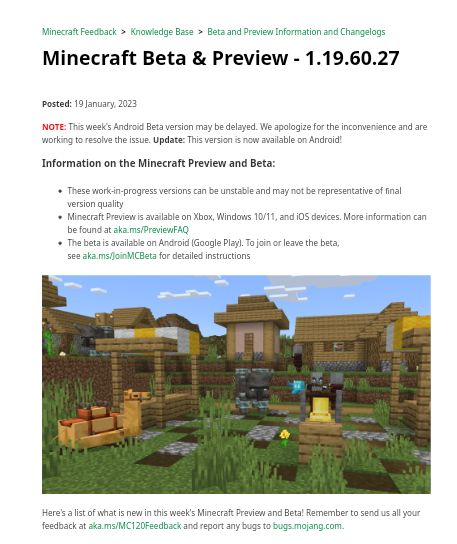 Minecraft Feedback > Knowledge Base > Beta and Preview Information and Changelogs
Minecraft Beta & Preview - 1.19.60.27
Posted: 19 January, 2023
NOTE: This week's Android Beta version may be delayed. We apologize for the inconvenience and are
working to resolve the issue. Update: This version is now available on Android!
Information on the Minecraft Preview and Beta:
• These work-in-progress versions can be unstable and may not be representative of final
version quality
• Minecraft Preview is available on Xbox, Windows 10/11, and iOS devices. More information can
be found at aka.ms/PreviewFAQ
• The beta is available on Android (Google Play). To join or leave the beta,
see aka.ms/JoinMCBeta for detailed instructions
Here's a list of what is new in this week's Minecraft Preview and Beta! Remember to send us all your
feedback at aka.ms/MC120Feedback and report any bugs to bugs.mojang.com.